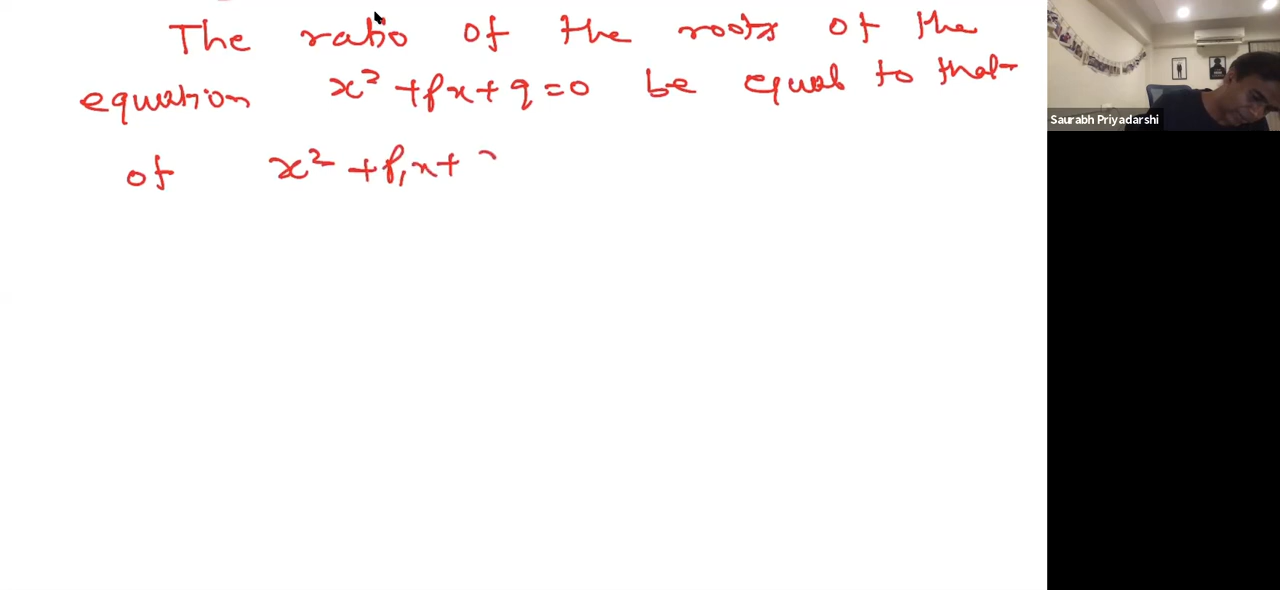 The ratio of the roots of the
equation x² + px + q = 0 be equal to that
of x² + p₁x +
Saurabh Priyadarshi